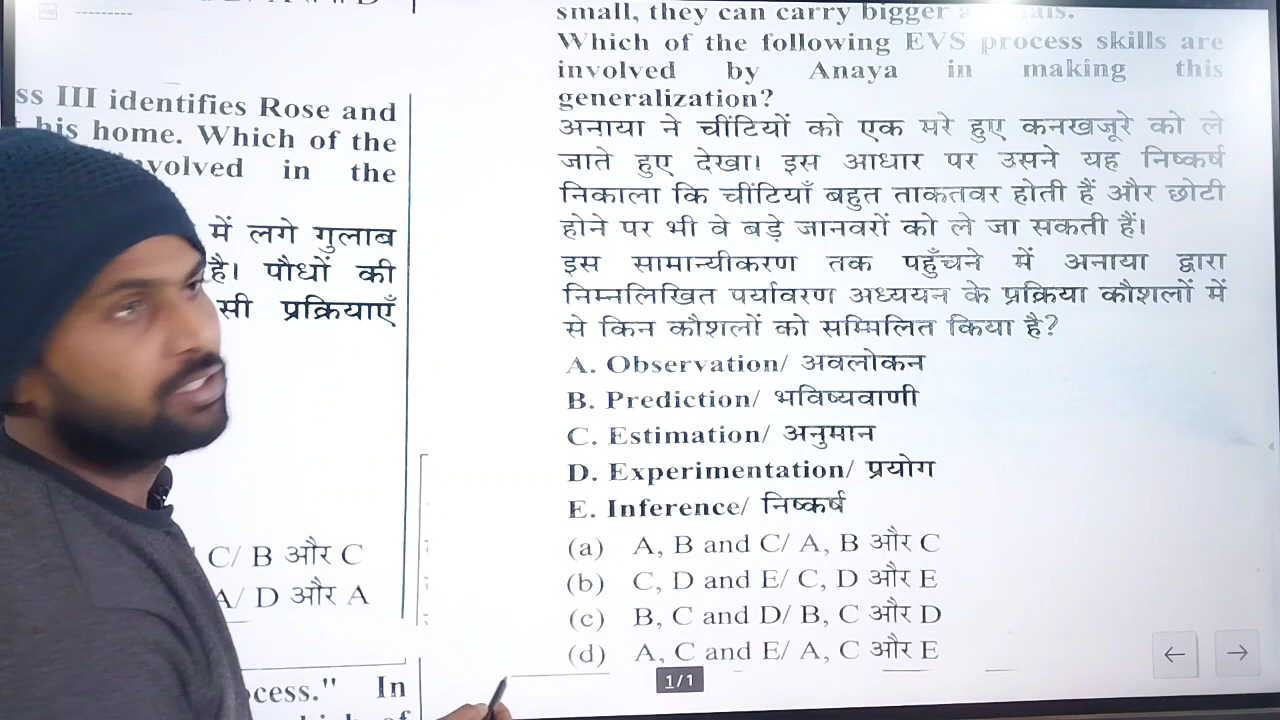 small, they can carry bigger
Which of the following EVS process skills are
involved by Anaya in making this
generalization?
अनाया ने चींटियों को एक मरे हुए कनखजूरे को ले
जाते हुए देखा। इस आधार पर उसने यह निष्कर्ष
निकाला कि चींटियाँ बहुत ताकतवर होती हैं और छोटी
होने पर भी वे बड़े जानवरों को ले जा सकती हैं।
इस सामान्यीकरण तक पहुँचने में अनाया द्वारा
निम्नलिखित पर्यावरण अध्ययन के प्रक्रिया कौशलों में
से किन कौशलों को सम्मिलित किया है?
A. Observation/ अवलोकन
B. Prediction/ भविष्यवाणी
C. Estimation/ अनुमान
D. Experimentation/ प्रयोग
E. Inference/ निष्कर्ष
(a) A, B and C/ A, B और C
(b) C, D and E/ C, D और E
(c) B, C and D/ B, C और D
(d) A, C and E/ A, C और E
1/1
ss III identifies Rose and
his home. Which of the
volved in the
में लगे गुलाब
है। पौधों की
सी प्रक्रियाएँ
C/ B और C
A/ D और A
cess." In